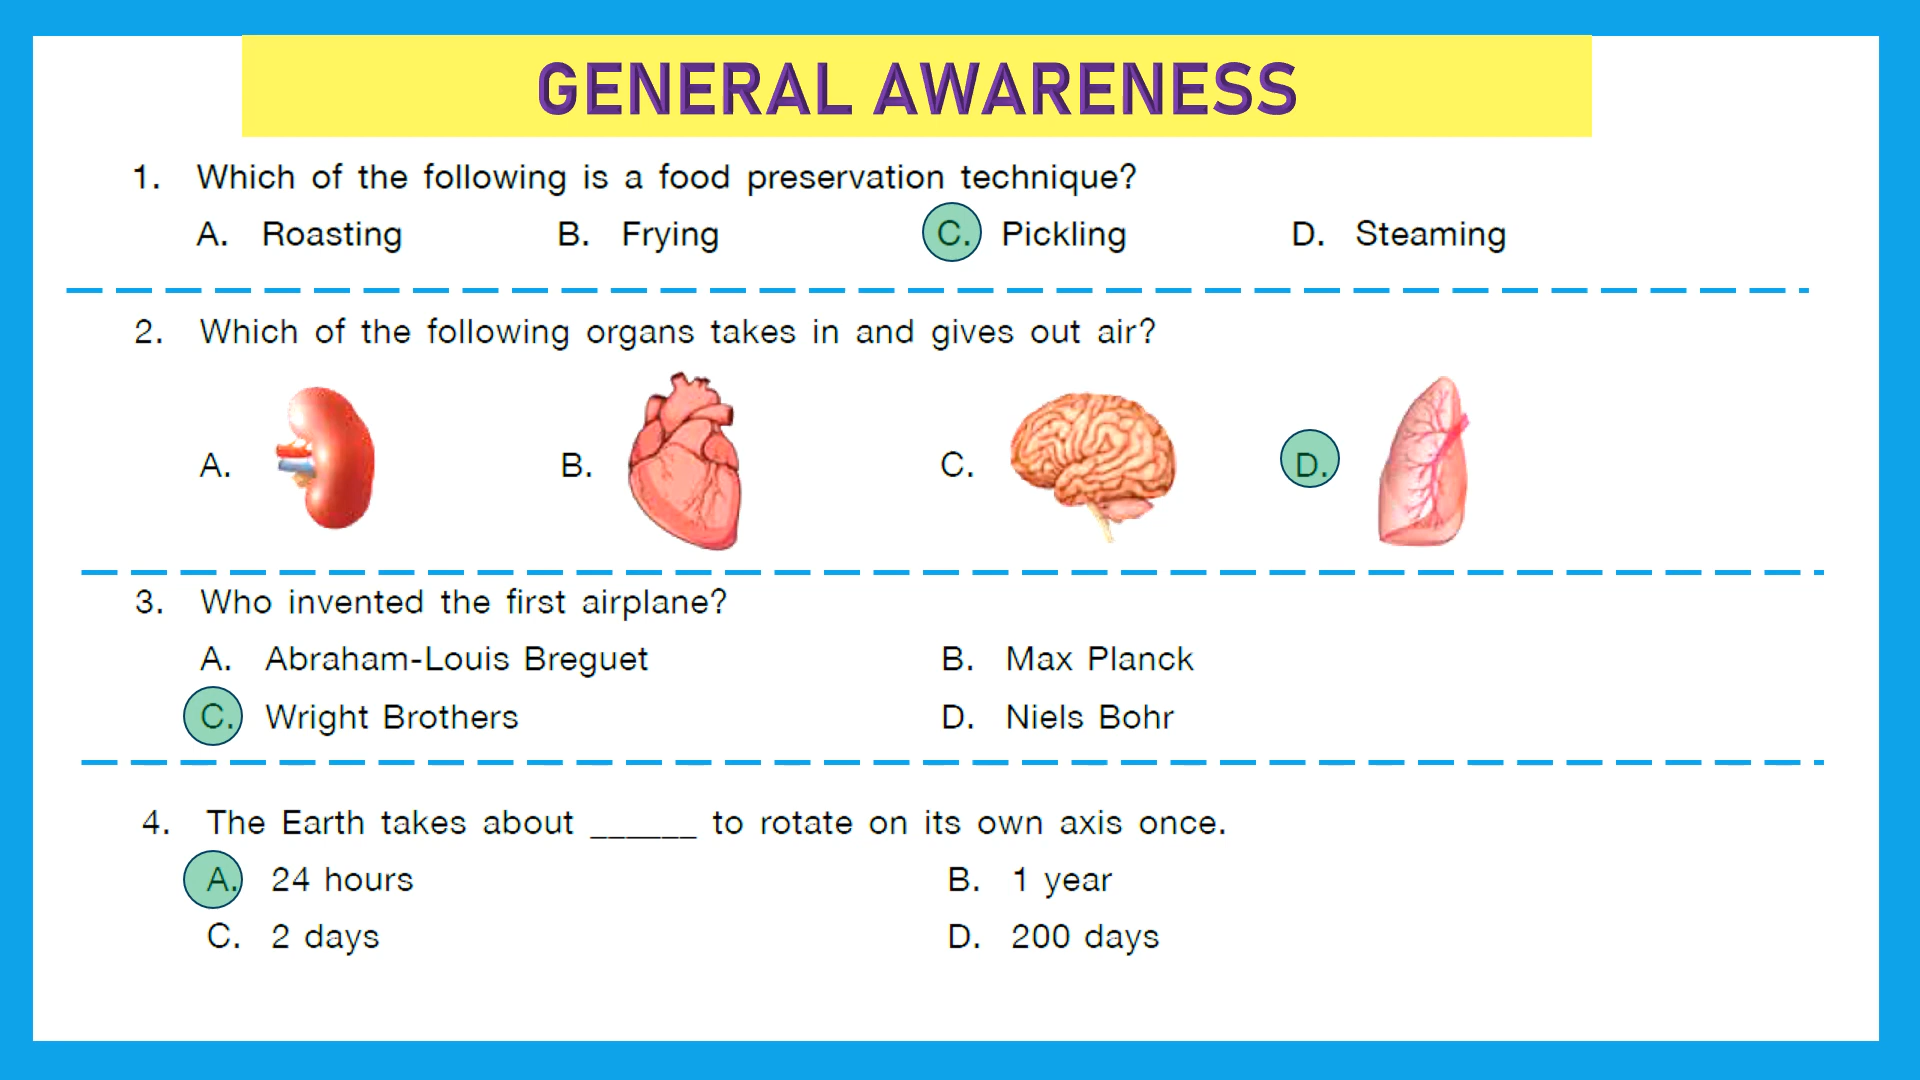 GENERAL AWARENESS
1. Which of the following is a food preservation technique?
A. Roasting B. Frying C. Pickling D. Steaming
2. Which of the following organs takes in and gives out air?
A. B. C. D.
3. Who invented the first airplane?
A. Abraham-Louis Breguet B. Max Planck
C. Wright Brothers D. Niels Bohr
4. The Earth takes about ______ to rotate on its own axis once.
A. 24 hours B. 1 year
C. 2 days D. 200 days